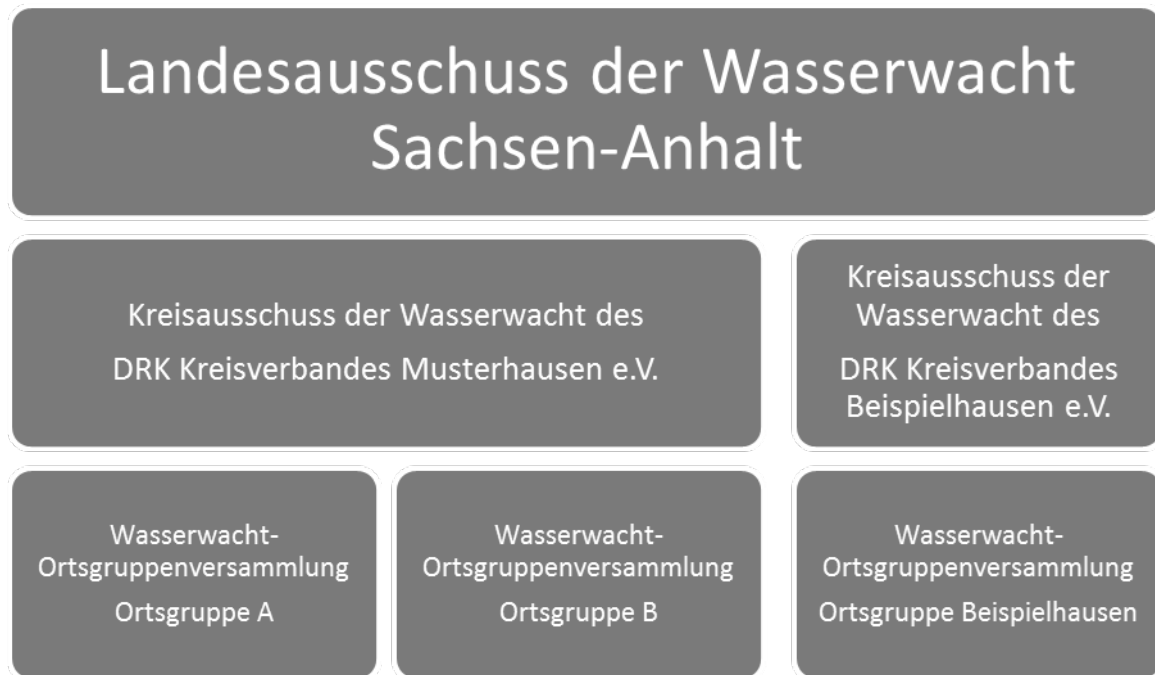 Landesausschuss der Wasserwacht
Sachsen-Anhalt
Kreisausschuss der Wasserwacht des
DRK Kreisverbandes Musterhausen e.V.
Kreisausschuss der
Wasserwacht des
DRK Kreisverbandes
Beispielhausen e.V.
Wasserwacht-
Ortsgruppenversammlung
Ortsgruppe A
Wasserwacht-
Ortsgruppenversammlung
Ortsgruppe B
Wasserwacht-
Ortsgruppenversammlung
Ortsgruppe Beispielhausen